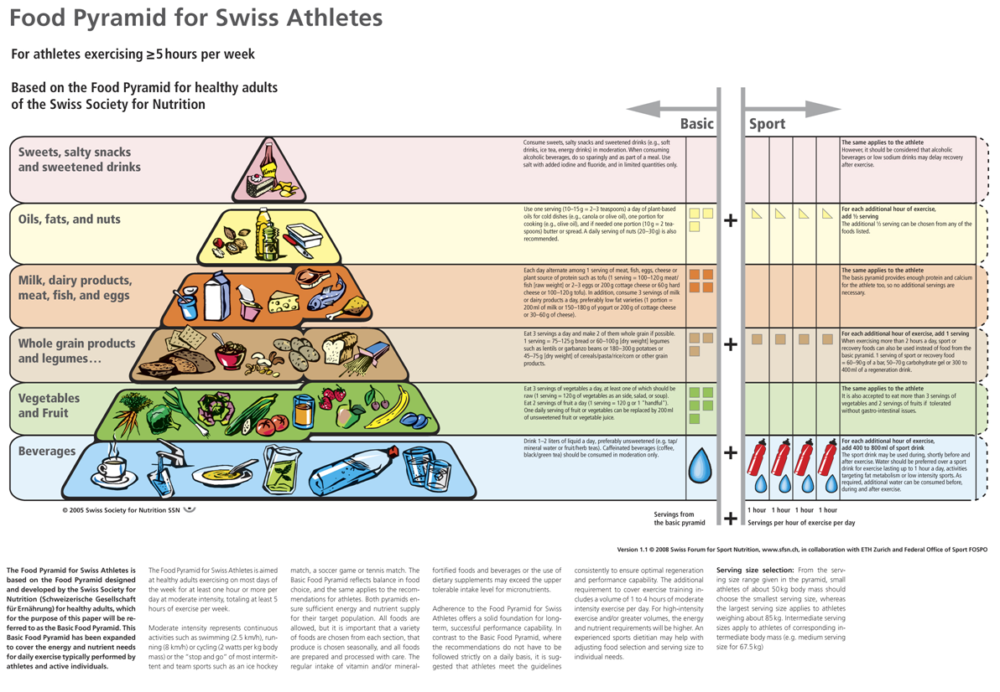 Food Pyramid for Swiss Athletes
For athletes exercising ≥5 hours per week
Based on the Food Pyramid for healthy adults
of the Swiss Society for Nutrition
Basic
Sport
Sweets, salty snacks
and sweetened drinks
limo
Consume sweets, salty snacks and sweetened drinks (e.g., soft
drinks, ice tea, energy drinks) in moderation. When consuming
alcoholic beverages, do so sparingly and as part of a meal. Use
salt with added iodine and fluoride, and in limited quantities only.
The same applies to the athlete
However, it should be considered that alcoholic
beverages or low sodium drinks may delay recovery
after exercise.
Oils, fats, and nuts
Use one serving (10–15 g = 2–3 teaspoons) a day of plant-based
oils for cold dishes (e.g., canola or olive oil), one portion for
cooking (e.g., olive oil), and if needed one portion (10 g = 2 tea-
spoons) butter or spread. A daily serving of nuts (20–30 g) is also
recommended.
+
For each additional hour of exercise,
add ½ serving
The additional ½ serving can be chosen from any of the
foods listed.
Milk, dairy products,
meat, fish, and eggs
Each day alternate among 1 serving of meat, fish, eggs, cheese or
plant source of protein such as tofu (1 serving = 100–120 g meat/
fish [raw weight] or 2–3 eggs or 200 g cottage cheese or 60 g hard
cheese or 100–120 g tofu). In addition, consume 3 servings of milk
or dairy products a day, preferably low fat varieties (1 portion =
200 ml of milk or 150–180 g of yogurt or 200 g of cottage cheese
or 30–60 g of cheese).
The same applies to the athlete
The basis pyramid provides enough protein and calcium
for the athlete too, so no additional servings are
necessary.
Whole grain products
and legumes...
Eat 3 servings a day and make 2 of them whole grain if possible.
1 serving = 75–125 g bread or 60–100 g [dry weight] legumes
such as lentils or garbanzo beans or 180–300 g potatoes or
45–75 g [dry weight] of cereals/pasta/rice/corn or other grain
products.
+
For each additional hour of exercise, add 1 serving
When exercising more than 2 hours a day, sport or
recovery foods can also be used instead of food from the
basic pyramid. 1 serving of sport or recovery food
= 60–90 g of a bar, 50–70 g carbohydrate gel or 300 to
400 ml of a regeneration drink.
Vegetables
and Fruit
Eat 3 servings of vegetables a day, at least one of which should be
raw (1 serving = 120 g of vegetables as en side, salad, or soup).
Eat 2 servings of fruit a day (1 serving = 120 g or 1 "handful").
One daily serving of fruit or vegetables can be replaced by 200 ml
of unsweetened fruit or vegetable juice.
The same applies to the athlete
It is also accepted to eat more than 3 servings of
vegetables and 2 servings of fruits if tolerated
without gastro-intestinal issues.
Beverages
Drink 1–2 liters of liquid a day, preferably unsweetened (e.g. tap/
mineral water or fruit/herb teas). Caffeinated beverages (coffee,
black/green tea) should be consumed in moderation only.
+
For each additional hour of exercise,
add 400 to 800 ml of sport drink
The sport drink may be used during, shortly before and
after exercise. Water should be preferred over a sport
drink for exercise lasting up to 1 hour a day, activities
targeting fat metabolism or low intensity sports. As
required, additional water can be consumed before,
during and after exercise.
© 2005 Swiss Society for Nutrition SSN
Servings from
the basic pyramid
+
1 hour 1 hour 1 hour 1 hour
Servings per hour of exercise per day
Version 1.1 © 2008 Swiss Forum for Sport Nutrition, www.sfsn.ch, in collaboration with ETH Zurich and Federal Office of Sport FOSPO
The Food Pyramid for Swiss Athletes is
based on the Food Pyramid designed
and developed by the Swiss Society for
Nutrition (Schweizerische Gesellschaft
für Ernährung) for healthy adults, which
for the purpose of this paper will be re-
ferred to as the Basic Food Pyramid. This
Basic Food Pyramid has been expanded
to cover the energy and nutrient needs
for daily exercise typically performed by
athletes and active individuals.
The Food Pyramid for Swiss Athletes is aimed
at healthy adults exercising on most days of
the week for at least one hour or more per
day at moderate intensity, totaling at least 5
hours of exercise per week.
Moderate intensity represents continuous
activities such as swimming (2.5 km/h), run-
ning (8 km/h) or cycling (2 watts per kg body
mass) or the "stop and go" of most intermit-
tent and team sports such as an ice hockey
match, a soccer game or tennis match. The
Basic Food Pyramid reflects balance in food
choice, and the same applies to the recom-
mendations for athletes. Both pyramids en-
sure sufficient energy and nutrient supply
for their target population. All foods are
allowed, but it is important that a variety
of foods are chosen from each section, that
produce is chosen seasonally, and all foods
are prepared and processed with care. The
regular intake of vitamin and/or mineral-
fortified foods and beverages or the use of
dietary supplements may exceed the upper
tolerable intake level for micronutrients.
Adherence to the Food Pyramid for Swiss
Athletes offers a solid foundation for long-
term, successful performance capability. In
contrast to the Basic Food Pyramid, where
the recommendations do not have to be
followed strictly on a daily basis, it is sug-
gested that athletes meet the guidelines
consistently to ensure optimal regeneration
and performance capability. The additional
requirement to cover exercise training in-
cludes a volume of 1 to 4 hours of moderate
intensity exercise per day. For high-intensity
exercise and/or greater volumes, the energy
and nutrient requirements will be higher. An
experienced sports dietitian may help with
adjusting food selection and serving size to
individual needs.
Serving size selection: From the serv-
ing size range given in the pyramid, small
athletes of about 50 kg body mass should
choose the smallest serving size, whereas
the largest serving size applies to athletes
weighing about 85 kg. Intermediate serving
sizes apply to athletes of corresponding in-
termediate body mass (e.g. medium serving
size for 67.5 kg)